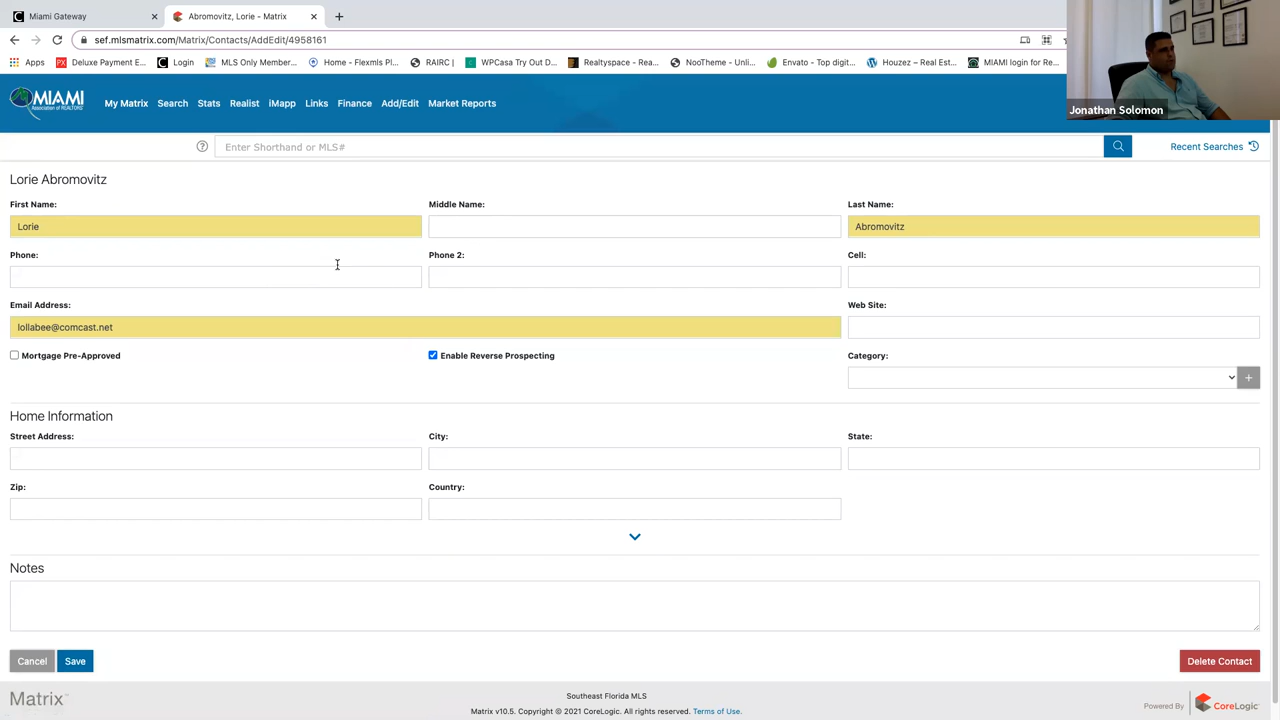 Miami Gateway
Abromovitz, Lorie - Matrix
sef.mlsmatrix.com/Matrix/Contacts/AddEdit/4958161
Apps
Deluxe Payment E...
Login
MLS Only Member...
Home - Flexmls Pl...
RAIRC |
WPCasa Try Out D...
Realtyspace - Rea...
NooTheme - Unli...
Envato - Top digit...
Houzez – Real Est...
MIAMI login for Re...
Jonathan Solomon
MIAMI
My Matrix Search Stats Realist iMapp Links Finance Add/Edit Market Reports
Enter Shorthand or MLS#
Recent Searches
Lorie Abromovitz
First Name: Middle Name: Last Name:
Lorie Abromovitz
Phone: Phone 2: Cell:
Email Address: Web Site:
lollabee@comcast.net
Mortgage Pre-Approved Enable Reverse Prospecting Category:
Home Information
Street Address: City: State:
Zip: Country:
Notes
Cancel Save Delete Contact
Matrix
Southeast Florida MLS
Matrix v10.5. Copyright © 2021 CoreLogic. All rights reserved. Terms of Use.
Powered By CoreLogic